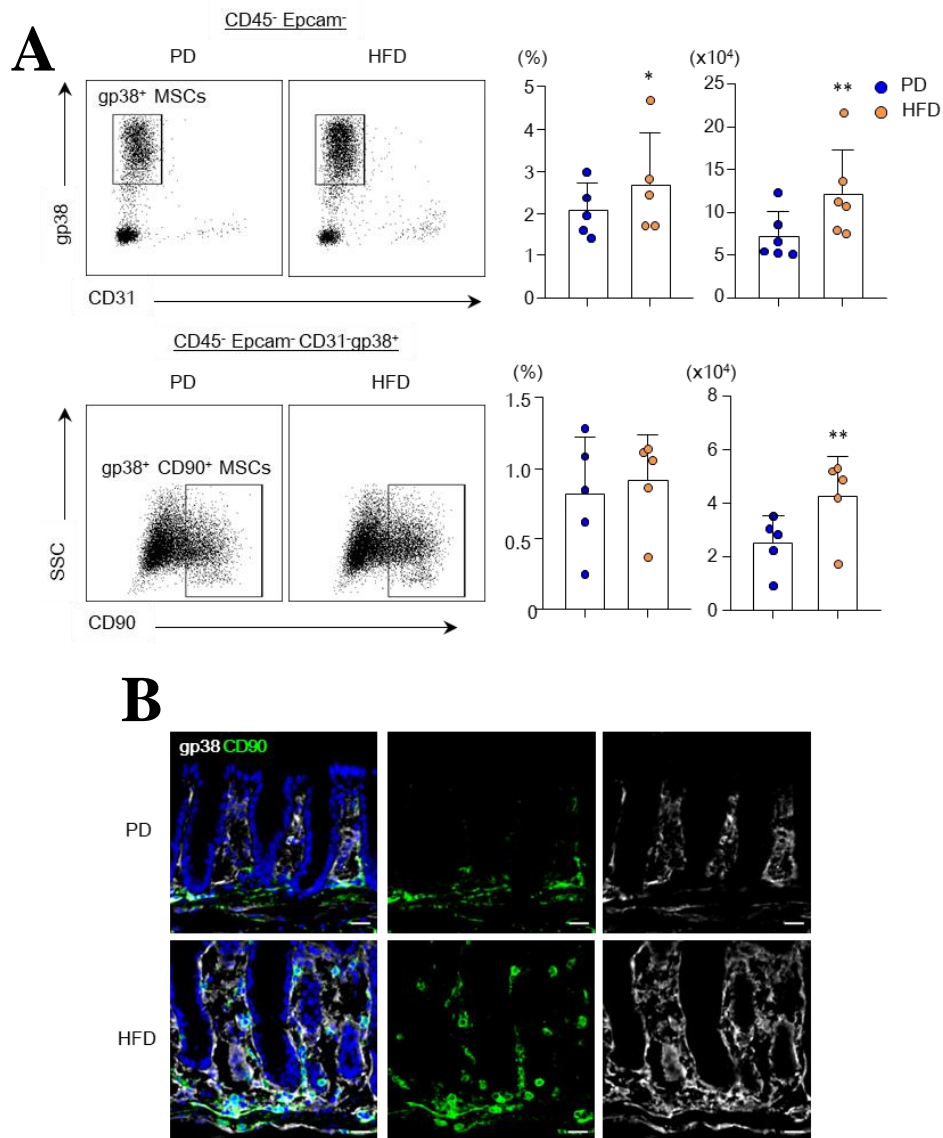 A
CD45⁻ Epcam⁻
PD HFD
gp38⁺ MSCs
gp38
CD31
(%)
5
4
3
2
1
0
*
(x10⁴)
25
20
15
10
5
0
**
PD
HFD
CD45⁻ Epcam⁻ CD31⁻gp38⁺
PD HFD
gp38⁺ CD90⁺ MSCs
SSC
CD90
(%)
1.5
1.0
0.5
0
(x10⁴)
8
6
4
2
0
**
B
gp38 CD90
PD
HFD